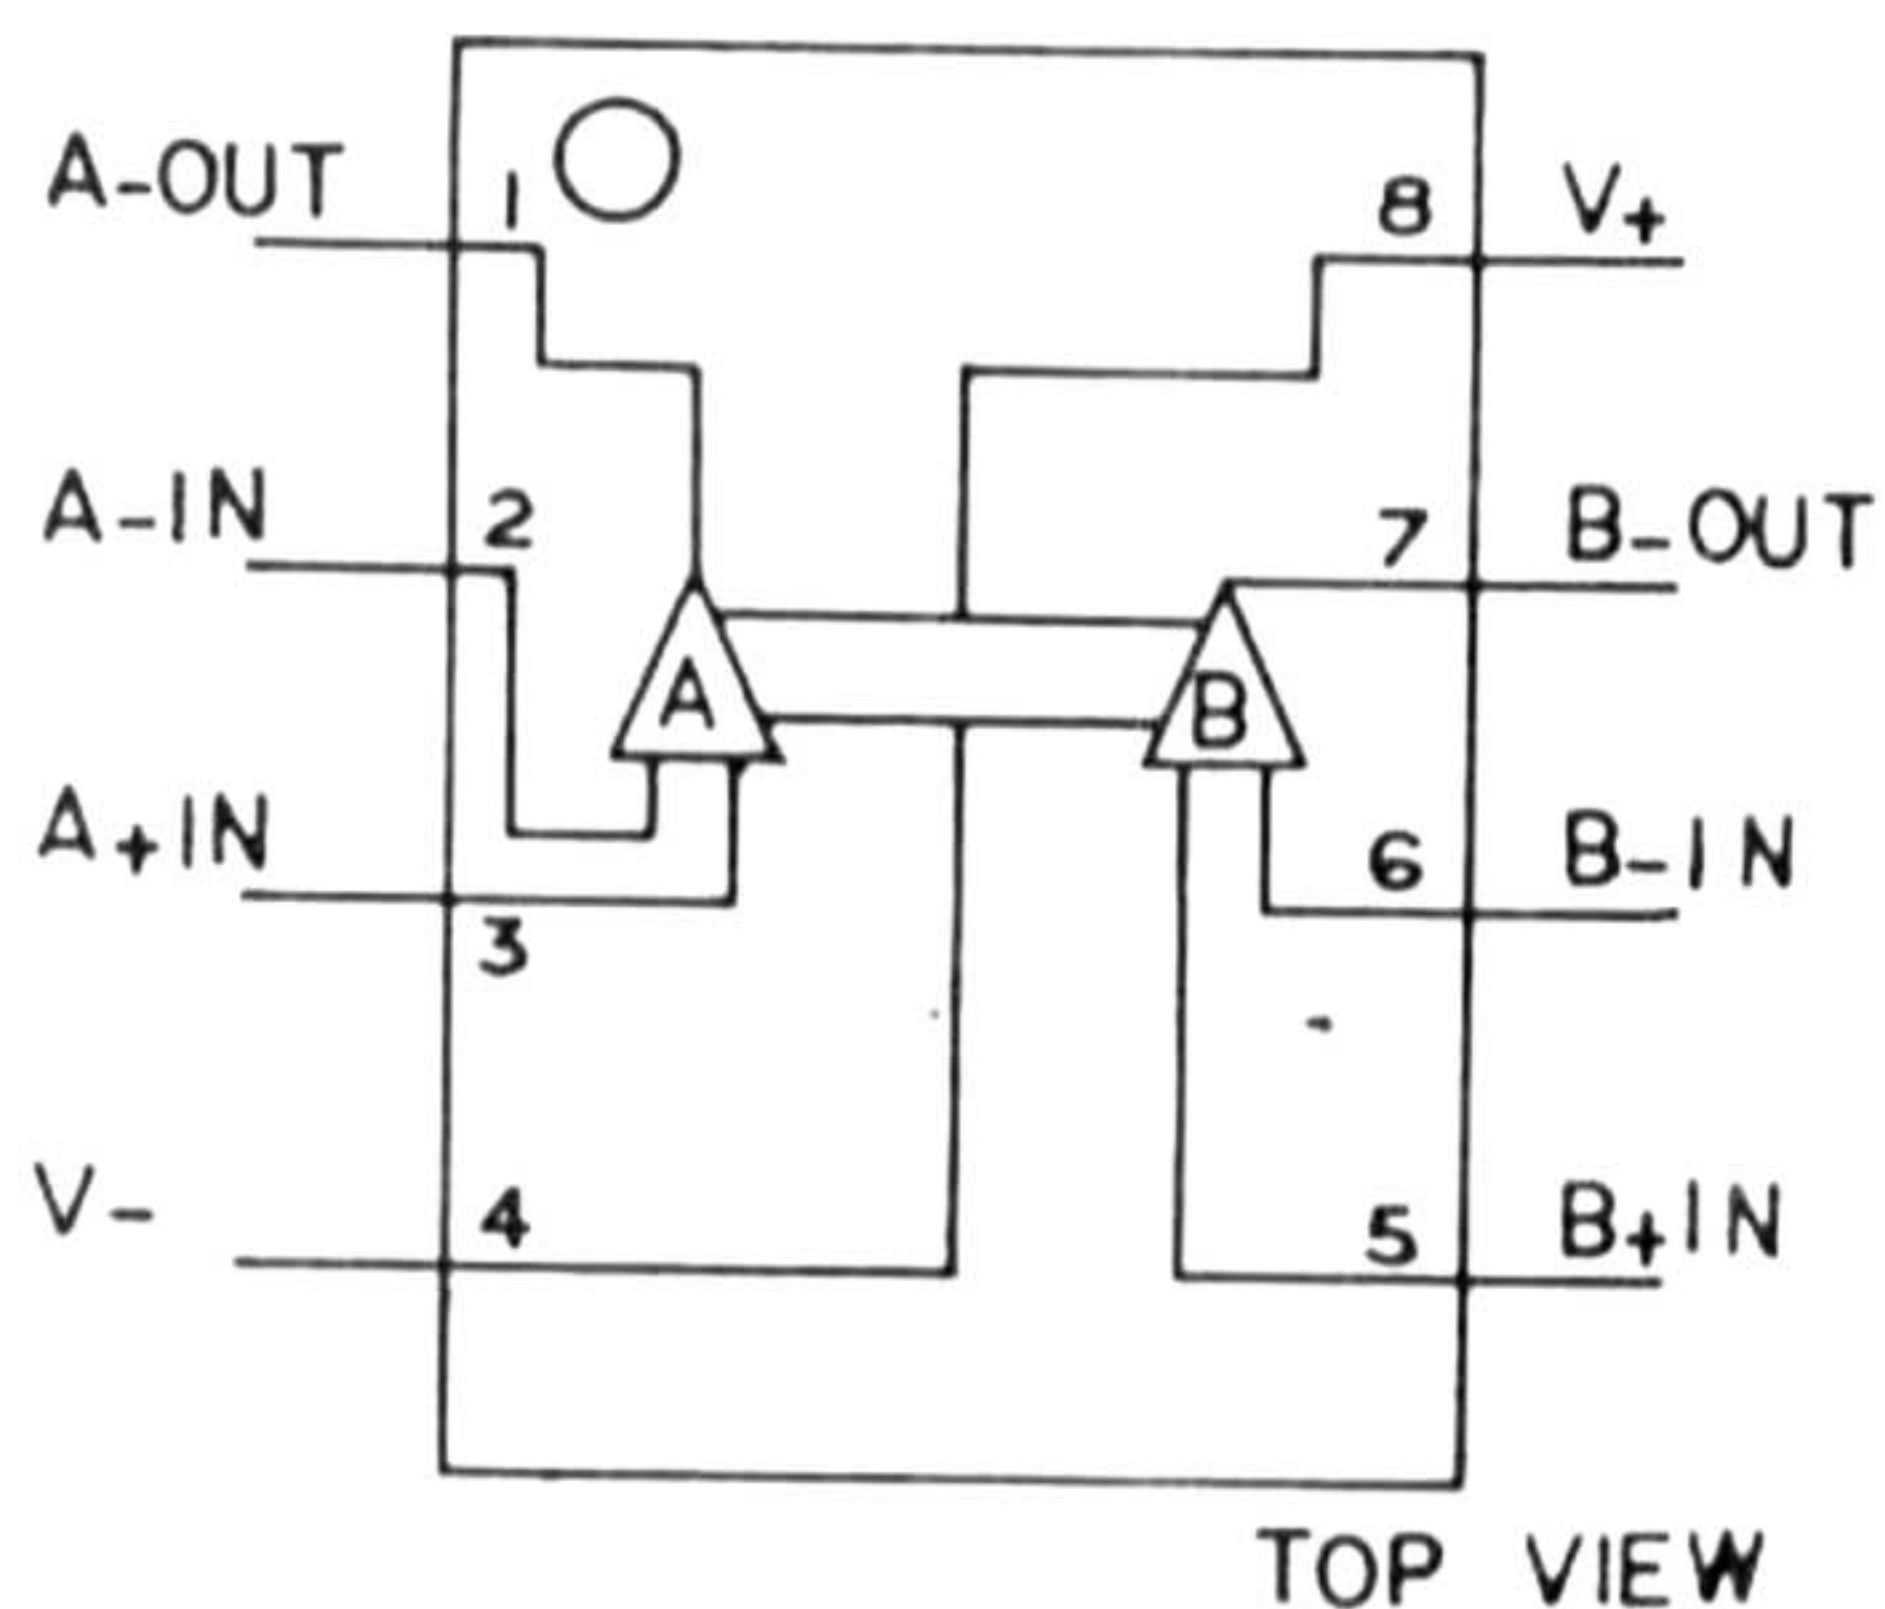 A-OUT 1 8 V+
A-IN 2 7 B-OUT
A B
A+IN 6 B-IN
3
V- 4 5 B+IN
TOP VIEW